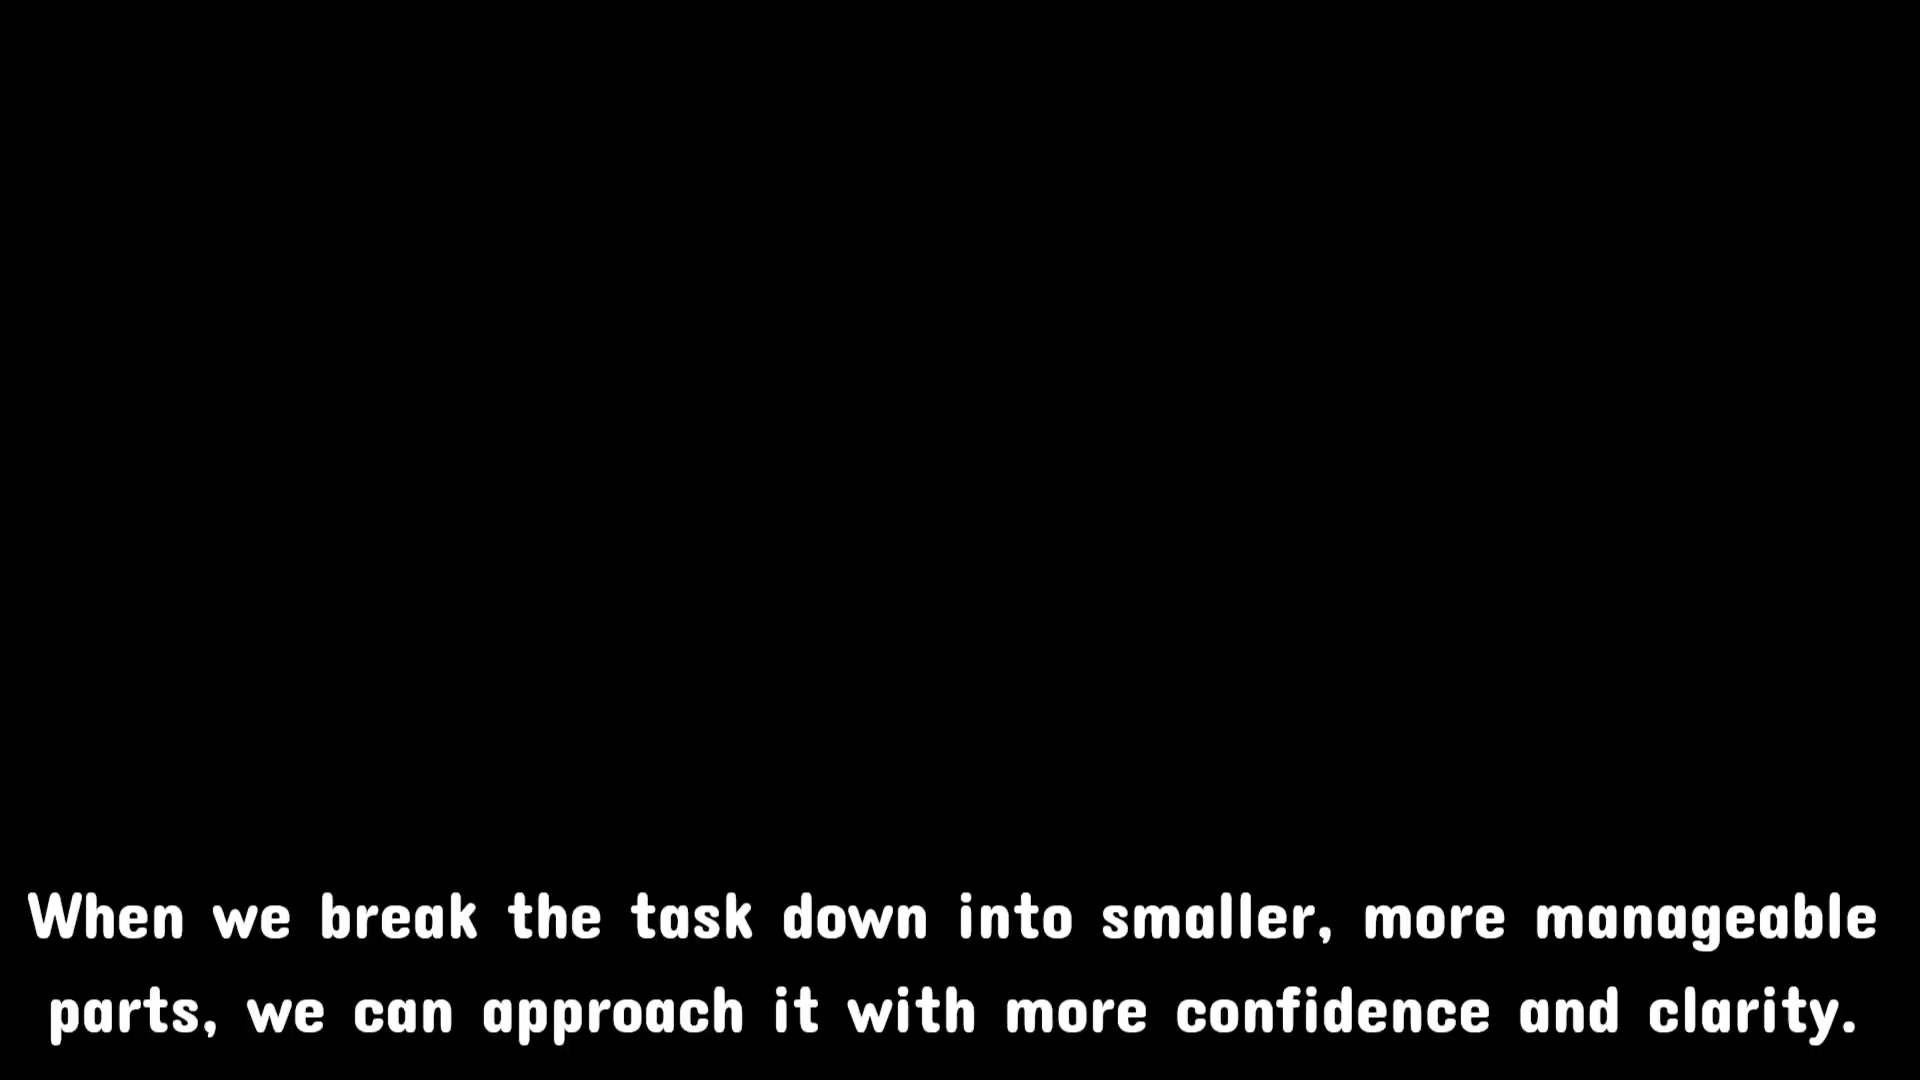 When we break the task down into smaller, more manageable
parts, we can approach it with more confidence and clarity.